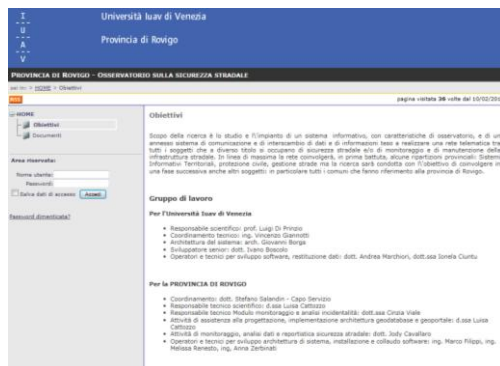 I
U
A
V
Università Iuav di Venezia
Provincia di Rovigo
PROVINCIA DI ROVIGO - OSSERVATORIO SULLA SICUREZZA STRADALE
sei in: > HOME > Obiettivi
RSS
pagina visitata 36 volte dal 10/02/201
HOME
Obiettivi
Documenti
Area riservata:
Nome utente:
Password:
Salva dati di accesso Accedi
Password dimenticata?
Obiettivi
Scopo della ricerca è lo studio e l'impianto di un sistema informativo, con caratteristiche di osservatorio, e di un
annesso sistema di comunicazione e di interscambio di dati e di informazioni teso a realizzare una rete telematica tra
tutti i soggetti che a diverso titolo si occupano di sicurezza stradale e/o di monitoraggio e di manutenzione delle
infrastruttura stradale. In linea di massima la rete coinvolgerà, in prima battuta, alcune ripartizioni provinciali: Sistemi
Informativi Territoriali, protezione civile, gestione strade ma la ricerca sarà condotta con l'obiettivo di coinvolgere in
una fase successiva anche altri soggetti: in particolare tutti i comuni che fanno riferimento alla provincia di Rovigo.
Gruppo di lavoro
Per l'Università Iuav di Venezia
Responsabile scientifico: prof. Luigi Di Prinzio
Coordinamento tecnico: ing. Vincenzo Giannotti
Architettura del sistema: arch. Giovanni Borga
Sviluppatore senior: dott. Ivano Boscolo
Operatori e tecnici per sviluppo software, restituzione dati: dott. Andrea Marchiori, dott.ssa Ionela Ciuntu
Per la PROVINCIA DI ROVIGO
Coordinamento: dott. Stefano Salandin - Capo Servizio
Responsabile tecnico scientifico: d.ssa Luisa Cattozzo
Responsabile tecnico Modulo monitoraggio e analisi incidentalità: dott.ssa Cinzia Viale
Attività di assistenza alla progettazione, implementazione architettura geodatabase e geoportale: d.ssa Luisa
Cattozzo
Attività di monitoraggio, analisi dati e reportistica sicurezza stradale: dott. Jody Cavallaro
Operatori e tecnici per sviluppo architettura di sistema, installazione e collaudo software: ing. Marco Filippi, ing.
Melissa Renesto, ing, Anna Zerbinati